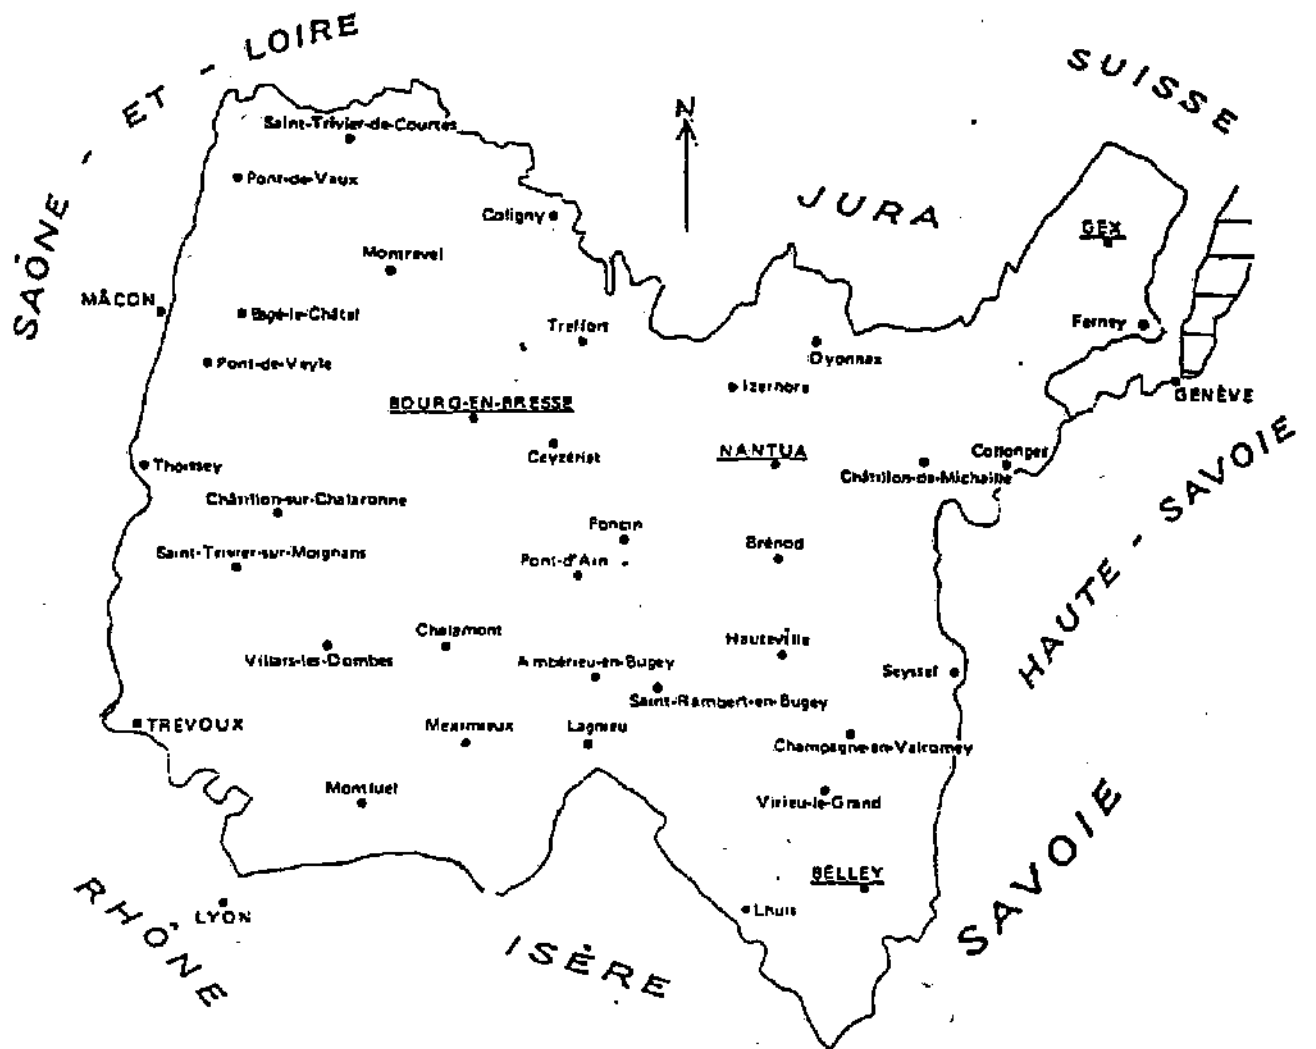 SAÔNE - ET - LOIRE
SUISSE
N
JURA
Saint-Trivier-de-Courtes
Pont-de-Vaux
Coligny
GEX
Montrevel
MÂCON
Bagé-le-Châtel
Treffort
Ferney
Oyonnax
Pont-de-Veyle
Izernore
BOURG-EN-BRESSE
GENÈVE
Ceyzériat
NANTUA
Collonges
Thoissey
Châtillon-de-Michaille
HAUTE - SAVOIE
Châtillon-sur-Chalaronne
Poncin
Brénod
Saint-Trivier-sur-Moignans
Pont-d'Ain
Chalamont
Hauteville
Villars-les-Dombes
Ambérieu-en-Bugey
Seyssel
Saint-Rambert-en-Bugey
TREVOUX
Meximieux
Lagnieu
Champagne-en-Valromey
Montluel
Virieu-le-Grand
SAVOIE
BELLEY
RHÔNE
LYON
Lhuis
ISÈRE